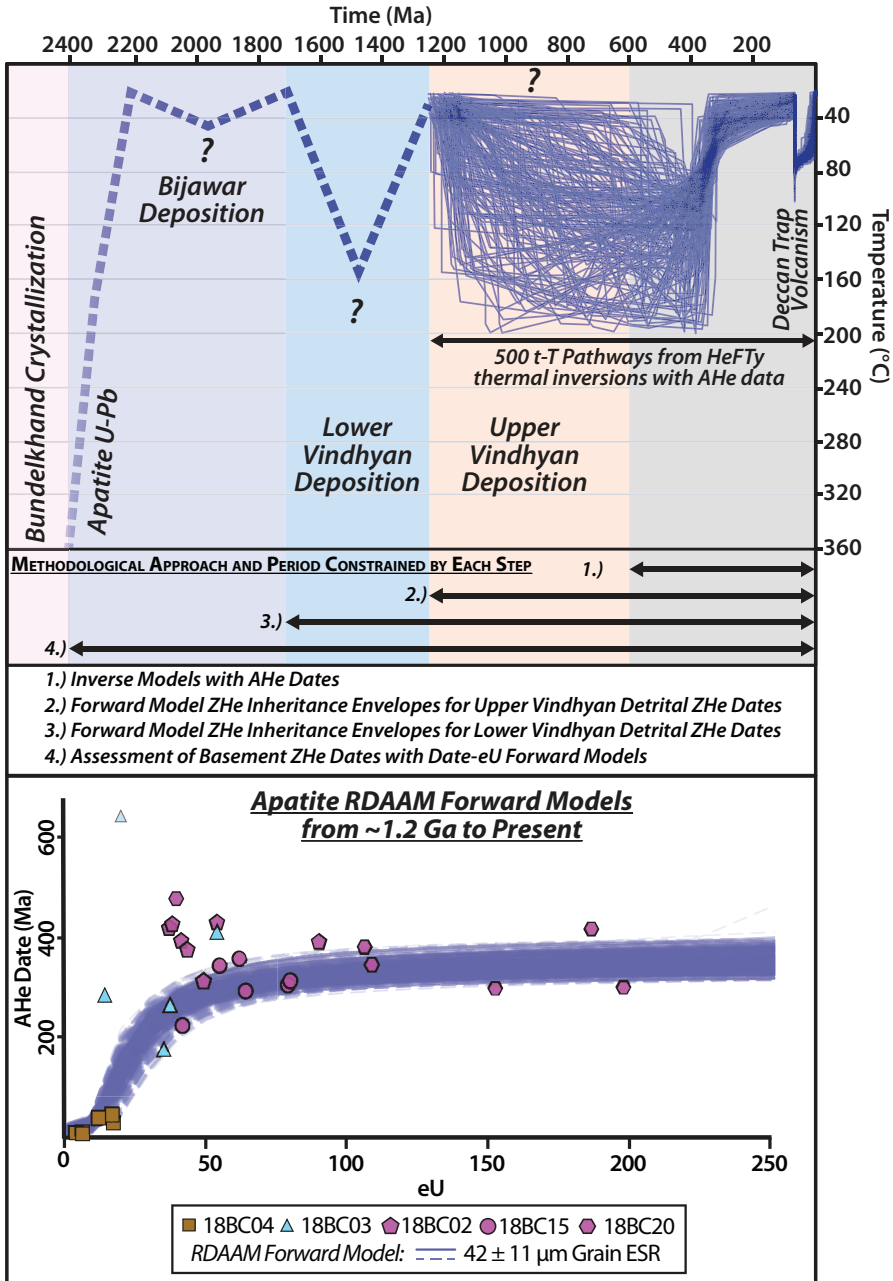 Time (Ma)
2400 2200 2000 1800 1600 1400 1200 1000 800 600 400 200
?
40
80
120
160
200
240
280
320
360
Temperature (°C)
Bundelkhand Crystallization
Apatite U-Pb
?
Bijawar
Deposition
?
Lower
Vindhyan
Deposition
Upper
Vindhyan
Deposition
Deccan Trap
Volcanism
500 t-T Pathways from HeFTy
thermal inversions with AHe data
Methodological Approach and Period Constrained by Each Step
1.)
2.)
3.)
4.)
1.) Inverse Models with AHe Dates
2.) Forward Model ZHe Inheritance Envelopes for Upper Vindhyan Detrital ZHe Dates
3.) Forward Model ZHe Inheritance Envelopes for Lower Vindhyan Detrital ZHe Dates
4.) Assessment of Basement ZHe Dates with Date-eU Forward Models
Apatite RDAAM Forward Models
from ~1.2 Ga to Present
AHe Date (Ma)
600
400
200
0 50 100 150 200 250
eU
18BC04 18BC03 18BC02 18BC15 18BC20
RDAAM Forward Model: 42 ± 11 µm Grain ESR